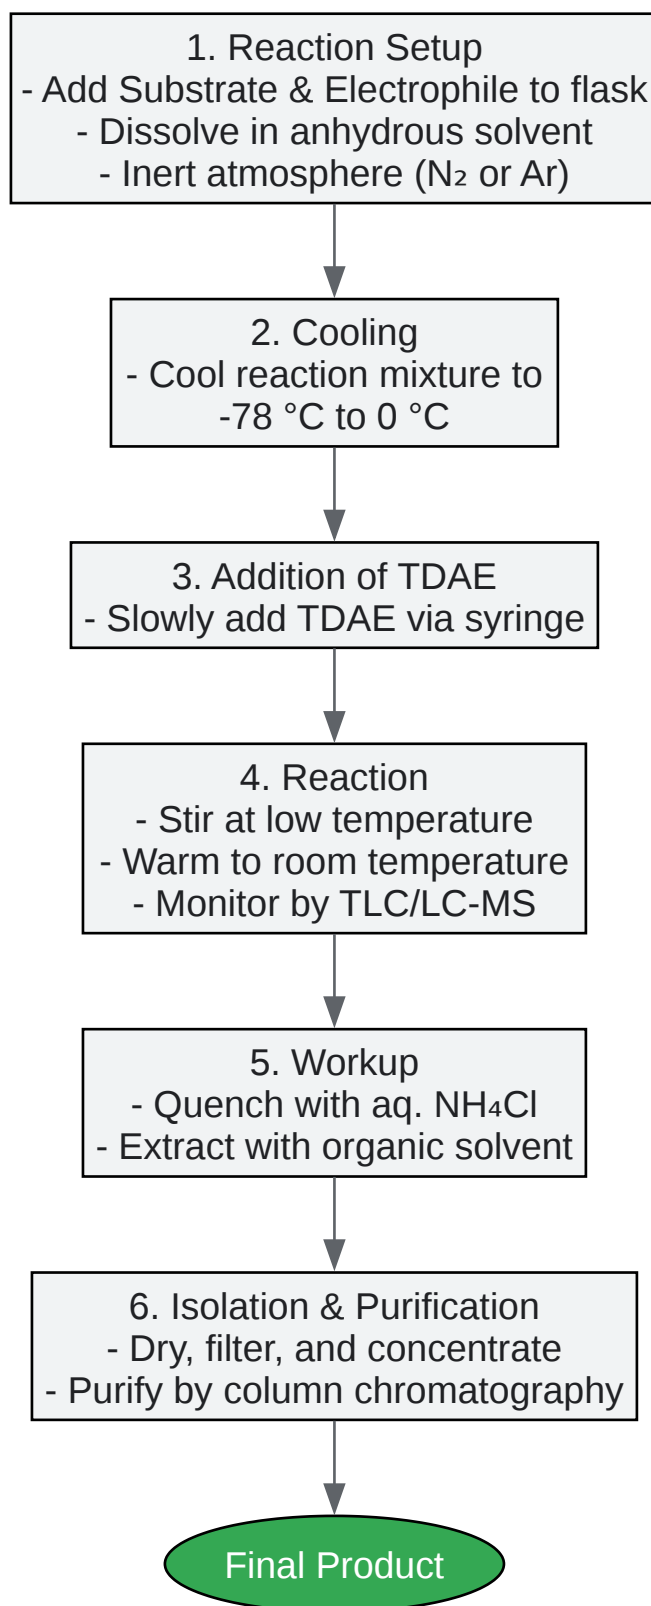 1. Reaction Setup
- Add Substrate & Electrophile to flask
- Dissolve in anhydrous solvent
- Inert atmosphere (N₂ or Ar)
2. Cooling
- Cool reaction mixture to
-78 °C to 0 °C
3. Addition of TDAE
- Slowly add TDAE via syringe
4. Reaction
- Stir at low temperature
- Warm to room temperature
- Monitor by TLC/LC-MS
5. Workup
- Quench with aq. NH₄Cl
- Extract with organic solvent
6. Isolation & Purification
- Dry, filter, and concentrate
- Purify by column chromatography
Final Product